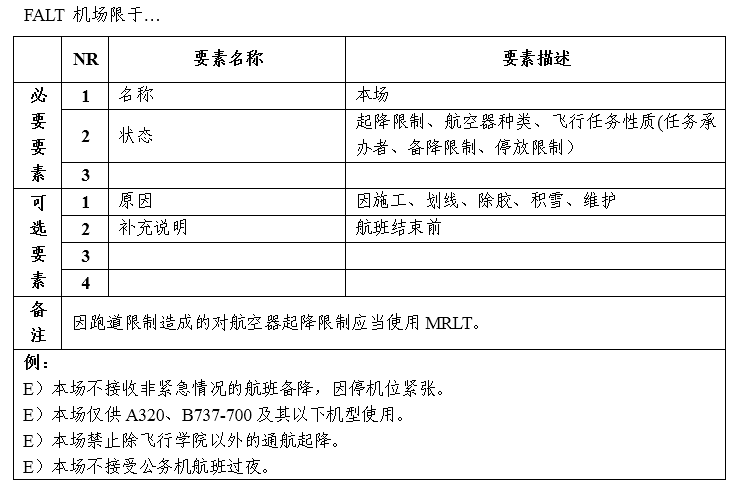 FALT 机场限于…
NR 要素名称 要素描述
必要要素
1 名称 本场
2 状态 起降限制、航空器种类、飞行任务性质(任务承
办者、备降限制、停放限制）
3
可选要素
1 原因 因施工、划线、除胶、积雪、维护
2 补充说明 航班结束前
3
4
备注 因跑道限制造成的对航空器起降限制应当使用 MRLT。
例：
E）本场不接收非紧急情况的航班备降，因停机位紧张。
E）本场仅供 A320、B737-700 及其以下机型使用。
E）本场禁止除飞行学院以外的通航起降。
E）本场不接受公务机航班过夜。